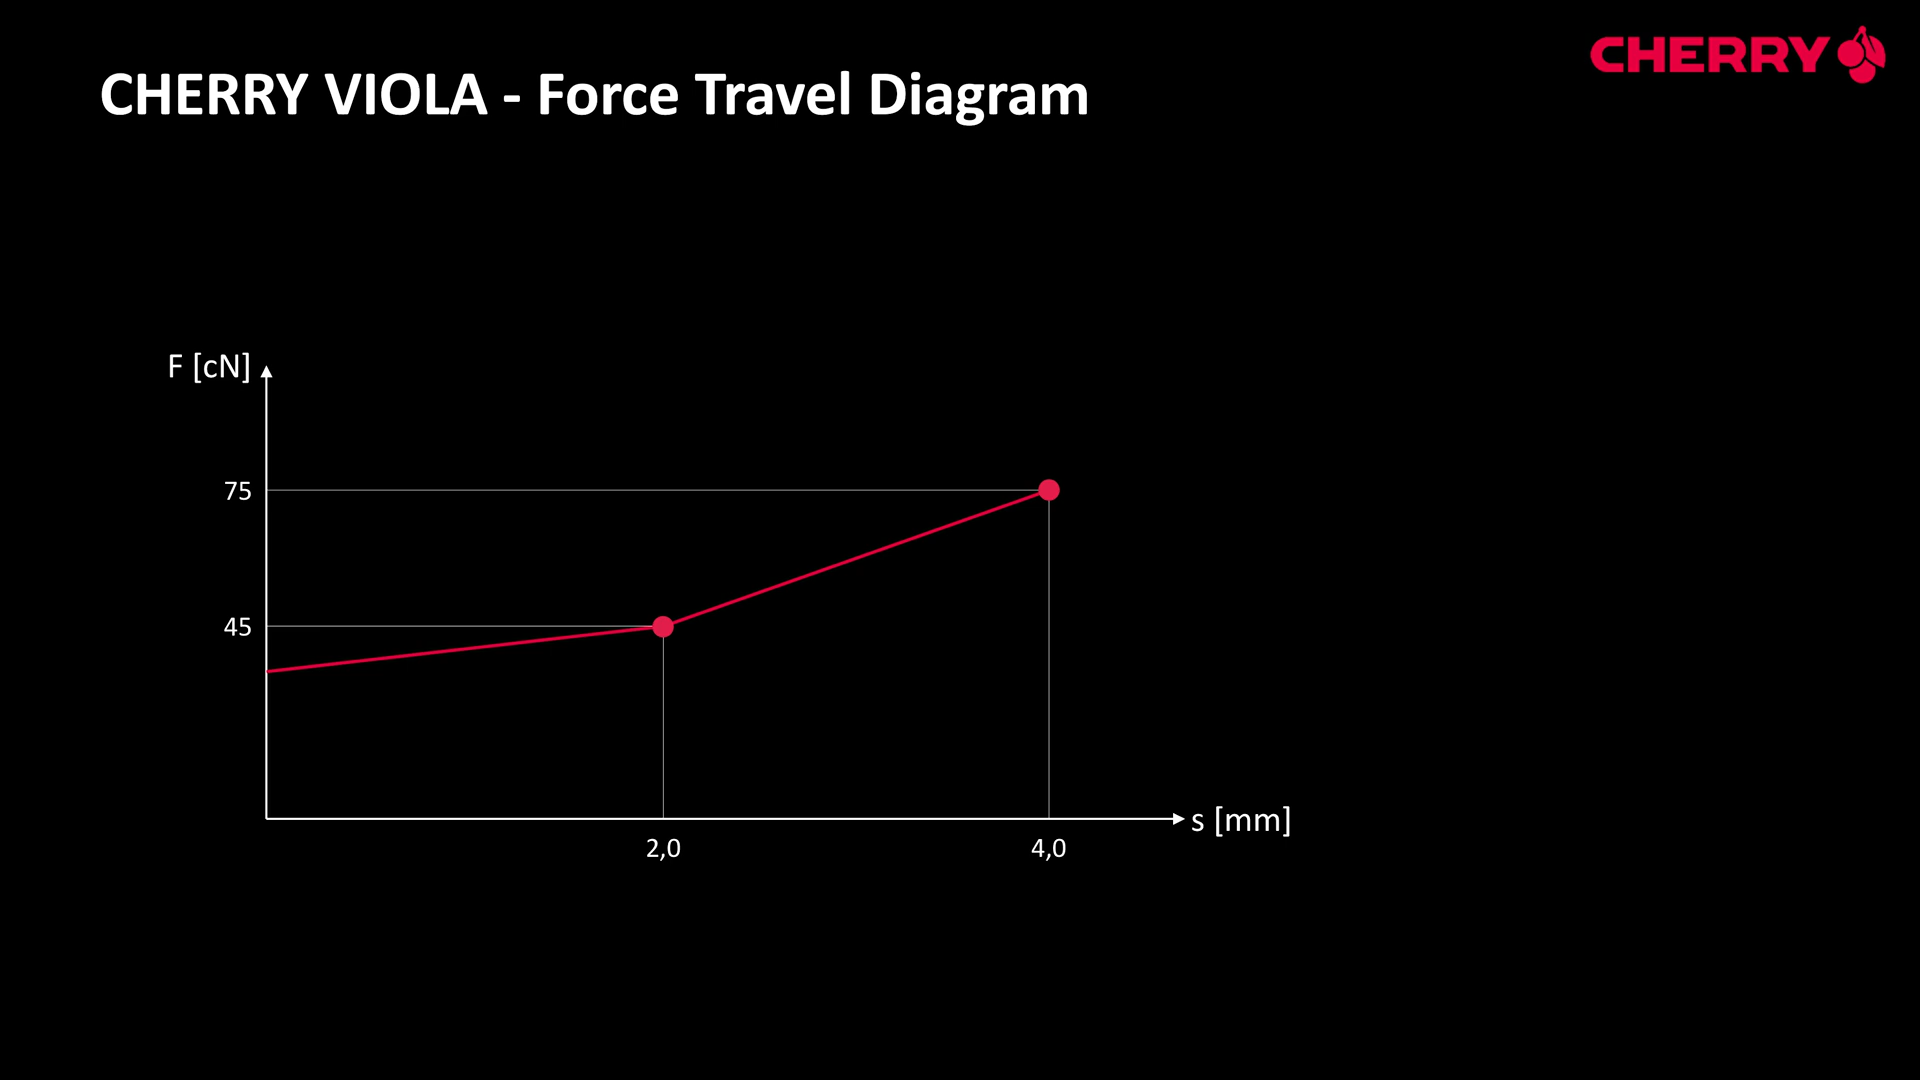 CHERRY
CHERRY VIOLA - Force Travel Diagram
F [cN]
75
45
s [mm]
2,0
4,0